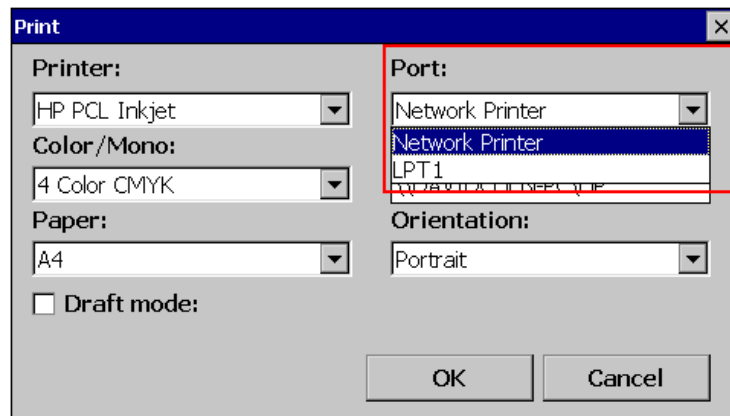 Print
Printer:
Port:
HP PCL Inkjet
Network Printer
Network Printer
LPT1
Color/Mono:
4 Color CMYK
Paper:
Orientation:
A4
Portrait
Draft mode:
OK
Cancel